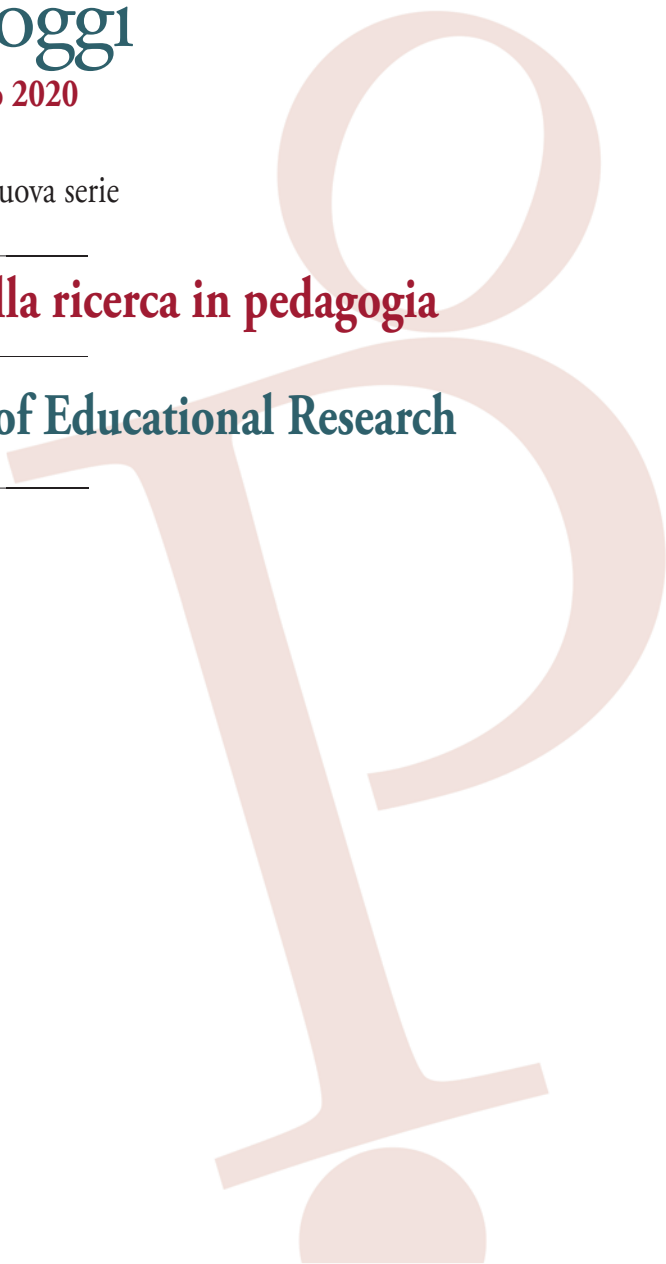 oggi
2020
uova serie
lla ricerca in pedagogia
of Educational Research